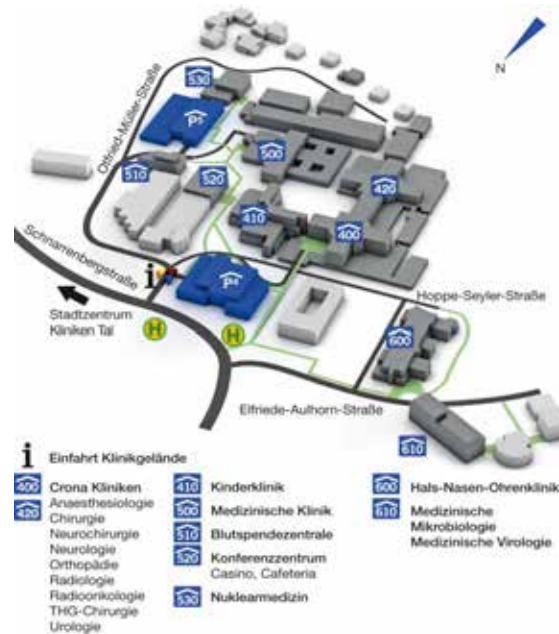 N
530
P5
Otfried-Müller-Straße
500
510
520
420
410
400
i
P4
Schnarrenbergstraße
Hoppe-Seyler-Straße
Stadtzentrum
Kliniken Tal
H
H
600
Elfriede-Aulhorn-Straße
610
i Einfahrt Klinikgelände
400 Crona Kliniken
420 Anaesthesiologie
Chirurgie
Neurochirurgie
Neurologie
Orthopädie
Radiologie
Radioonkologie
THG-Chirurgie
Urologie
410 Kinderklinik
500 Medizinische Klinik
510 Blutspendezentrale
520 Konferenzzentrum
Casino, Cafeteria
530 Nuklearmedizin
600 Hals-Nasen-Ohrenklinik
610 Medizinische
Mikrobiologie
Medizinische Virologie